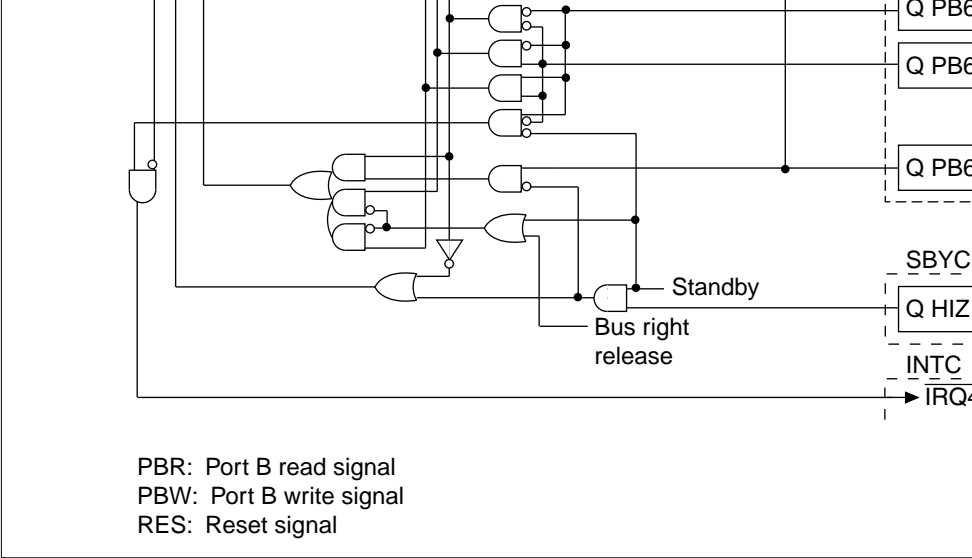 Q PB6
Q PB6
Q PB6
SBYC
Standby
Q HIZ
Bus right
release
INTC
IRQ4
PBR: Port B read signal
PBW: Port B write signal
RES: Reset signal